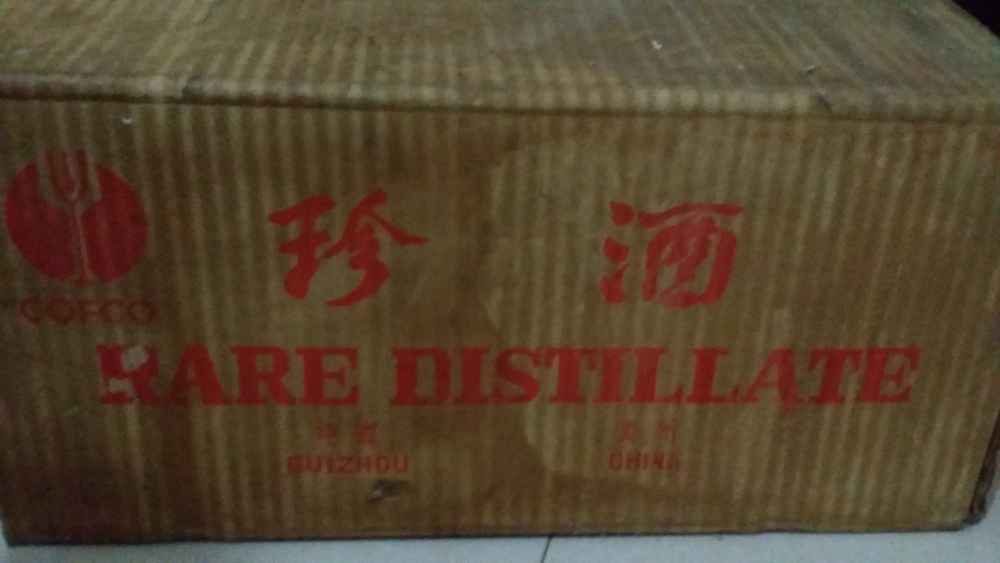 珍酒
COFCO
RARE DISTILLATE
GUIZHOU
CHINA